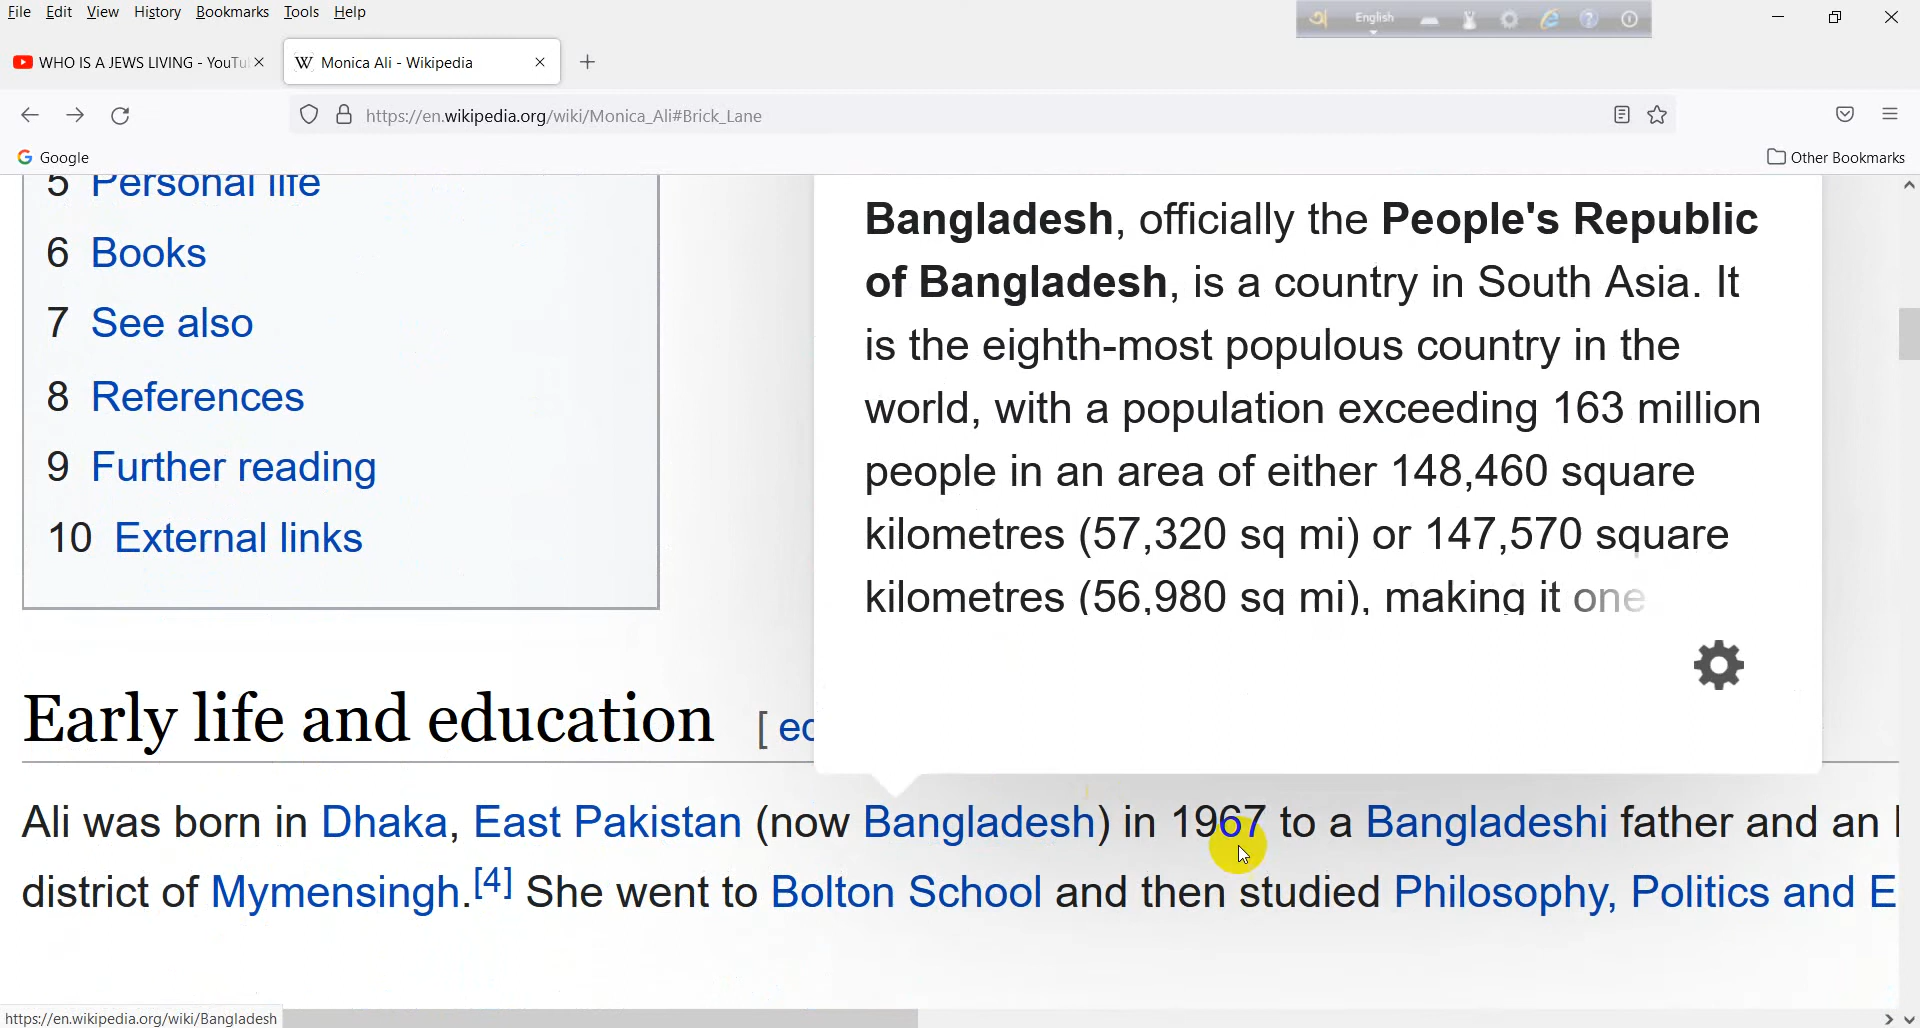 File Edit View History Bookmarks Tools Help
English
WHO IS A JEWS LIVING - YouTu
Monica Ali - Wikipedia
https://en.wikipedia.org/wiki/Monica_Ali#Brick_Lane
Google
Other Bookmarks
5 Personal life
6 Books
7 See also
8 References
9 Further reading
10 External links
Bangladesh, officially the People's Republic
of Bangladesh, is a country in South Asia. It
is the eighth-most populous country in the
world, with a population exceeding 163 million
people in an area of either 148,460 square
kilometres (57,320 sq mi) or 147,570 square
kilometres (56,980 sq mi), making it one
Early life and education [ ed
Ali was born in Dhaka, East Pakistan (now Bangladesh) in 1967 to a Bangladeshi father and an
district of Mymensingh.[4] She went to Bolton School and then studied Philosophy, Politics and E
https://en.wikipedia.org/wiki/Bangladesh